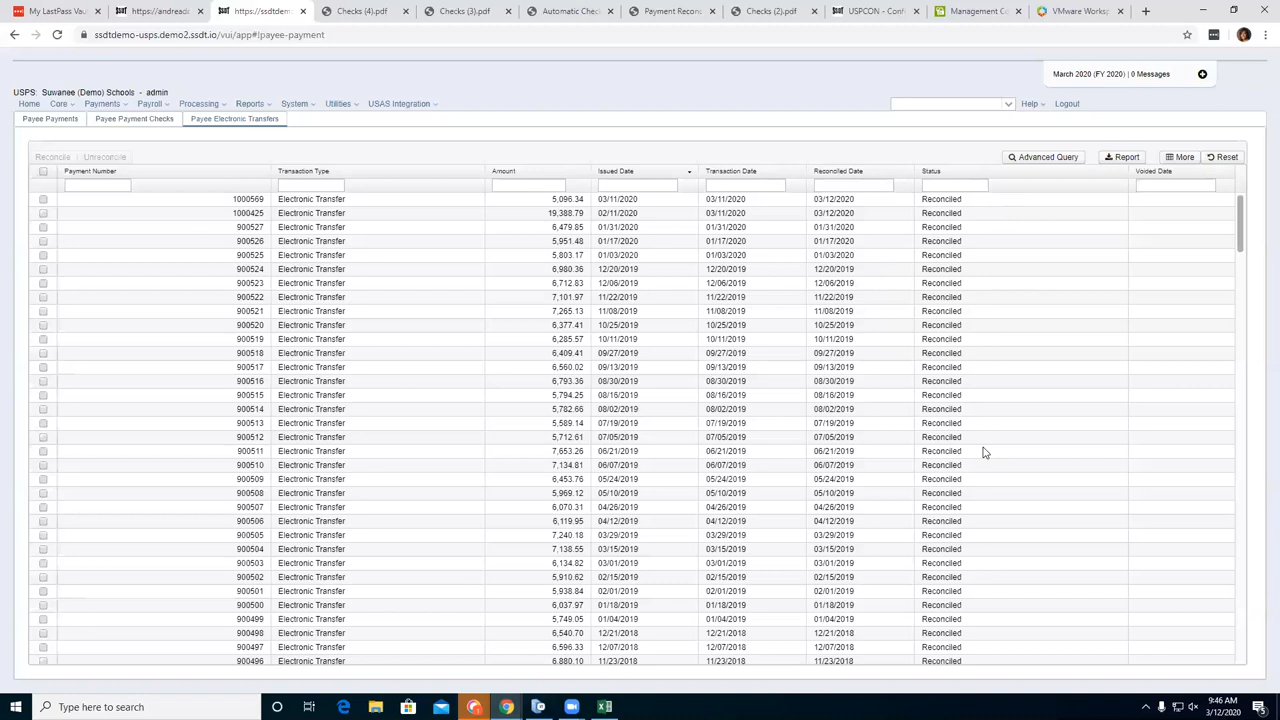 My LastPass Vau
https://andreadc
https://ssdtdemo
Checks (4).pdf
Checks (3).pdf
Automatic Chec
Payment Recon
Checks (2).pdf
USPCON - Conf
Management Co
VMware Worksp
ssdtdemo-usps.demo2.ssdt.io/vui/app#!payee-payment
March 2020 (FY 2020) | 0 Messages
USPS: Suwanee (Demo) Schools - admin
Home Core Payments Payroll Processing Reports System Utilities USAS Integration Help Logout
Payee Payments Payee Payment Checks Payee Electronic Transfers
Reconcile Unreconcile Advanced Query Report More Reset
Payment Number Transaction Type Amount Issued Date Transaction Date Reconciled Date Status Voided Date
1000569 Electronic Transfer 5,096.34 03/11/2020 03/11/2020 03/12/2020 Reconciled
1000425 Electronic Transfer 19,388.79 02/11/2020 03/11/2020 03/12/2020 Reconciled
900527 Electronic Transfer 6,479.85 01/31/2020 01/31/2020 01/31/2020 Reconciled
900526 Electronic Transfer 5,951.48 01/17/2020 01/17/2020 01/17/2020 Reconciled
900525 Electronic Transfer 5,803.17 01/03/2020 01/03/2020 01/03/2020 Reconciled
900524 Electronic Transfer 6,980.36 12/20/2019 12/20/2019 12/20/2019 Reconciled
900523 Electronic Transfer 6,712.83 12/06/2019 12/06/2019 12/06/2019 Reconciled
900522 Electronic Transfer 7,101.97 11/22/2019 11/22/2019 11/22/2019 Reconciled
900521 Electronic Transfer 7,265.13 11/08/2019 11/08/2019 11/08/2019 Reconciled
900520 Electronic Transfer 6,377.41 10/25/2019 10/25/2019 10/25/2019 Reconciled
900519 Electronic Transfer 6,285.57 10/11/2019 10/11/2019 10/11/2019 Reconciled
900518 Electronic Transfer 6,409.41 09/27/2019 09/27/2019 09/27/2019 Reconciled
900517 Electronic Transfer 6,560.02 09/13/2019 09/13/2019 09/13/2019 Reconciled
900516 Electronic Transfer 6,793.36 08/30/2019 08/30/2019 08/30/2019 Reconciled
900515 Electronic Transfer 5,794.25 08/16/2019 08/16/2019 08/16/2019 Reconciled
900514 Electronic Transfer 5,782.66 08/02/2019 08/02/2019 08/02/2019 Reconciled
900513 Electronic Transfer 5,589.14 07/19/2019 07/19/2019 07/19/2019 Reconciled
900512 Electronic Transfer 5,712.61 07/05/2019 07/05/2019 07/05/2019 Reconciled
900511 Electronic Transfer 7,653.26 06/21/2019 06/21/2019 06/21/2019 Reconciled
900510 Electronic Transfer 7,134.81 06/07/2019 06/07/2019 06/07/2019 Reconciled
900509 Electronic Transfer 6,453.76 05/24/2019 05/24/2019 05/24/2019 Reconciled
900508 Electronic Transfer 5,969.12 05/10/2019 05/10/2019 05/10/2019 Reconciled
900507 Electronic Transfer 6,070.31 04/26/2019 04/26/2019 04/26/2019 Reconciled
900506 Electronic Transfer 6,119.95 04/12/2019 04/12/2019 04/12/2019 Reconciled
900505 Electronic Transfer 7,240.18 03/29/2019 03/29/2019 03/29/2019 Reconciled
900504 Electronic Transfer 7,138.55 03/15/2019 03/15/2019 03/15/2019 Reconciled
900503 Electronic Transfer 6,134.82 03/01/2019 03/01/2019 03/01/2019 Reconciled
900502 Electronic Transfer 5,910.62 02/15/2019 02/15/2019 02/15/2019 Reconciled
900501 Electronic Transfer 5,938.84 02/01/2019 02/01/2019 02/01/2019 Reconciled
900500 Electronic Transfer 6,037.97 01/18/2019 01/18/2019 01/18/2019 Reconciled
900499 Electronic Transfer 5,749.05 01/04/2019 01/04/2019 01/04/2019 Reconciled
900498 Electronic Transfer 6,540.70 12/21/2018 12/21/2018 12/21/2018 Reconciled
900497 Electronic Transfer 6,596.33 12/07/2018 12/07/2018 12/07/2018 Reconciled
900496 Electronic Transfer 6,880.10 11/23/2018 11/23/2018 11/23/2018 Reconciled
Type here to search
9:46 AM
3/12/2020